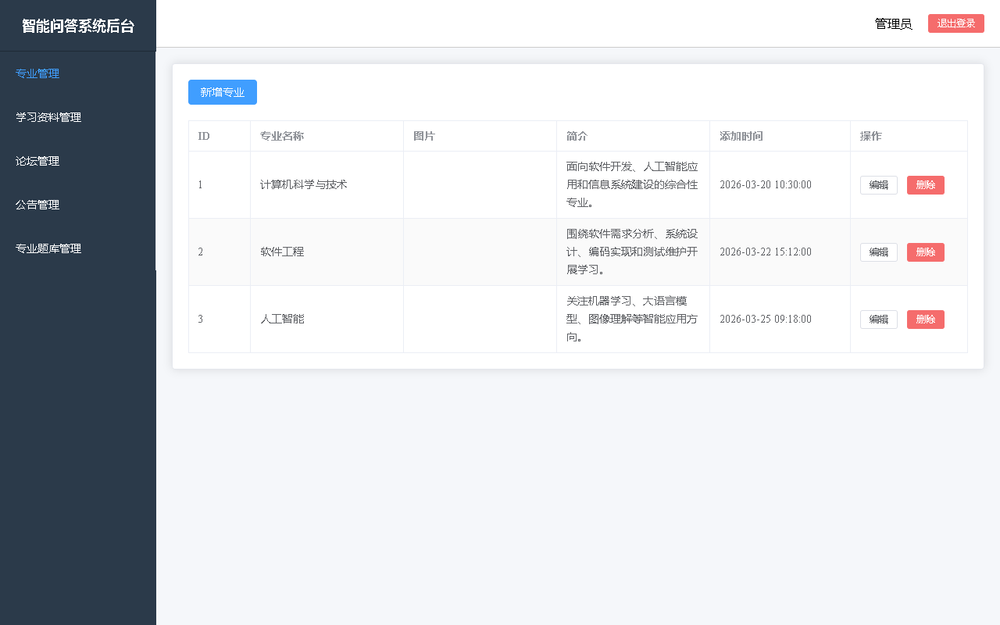 智能问答系统后台
管理员 退出登录
专业管理
学习资料管理
论坛管理
公告管理
专业题库管理
新增专业
ID 专业名称 图片 简介 添加时间 操作
1 计算机科学与技术 面向软件开发、人工智能应 2026-03-20 10:30:00 编辑 删除
用和信息系统建设的综合性
专业。
2 软件工程 围绕软件需求分析、系统设 2026-03-22 15:12:00 编辑 删除
计、编码实现和测试维护开
展学习。
3 人工智能 关注机器学习、大语言模 2026-03-25 09:18:00 编辑 删除
型、图像理解等智能应用方
向。